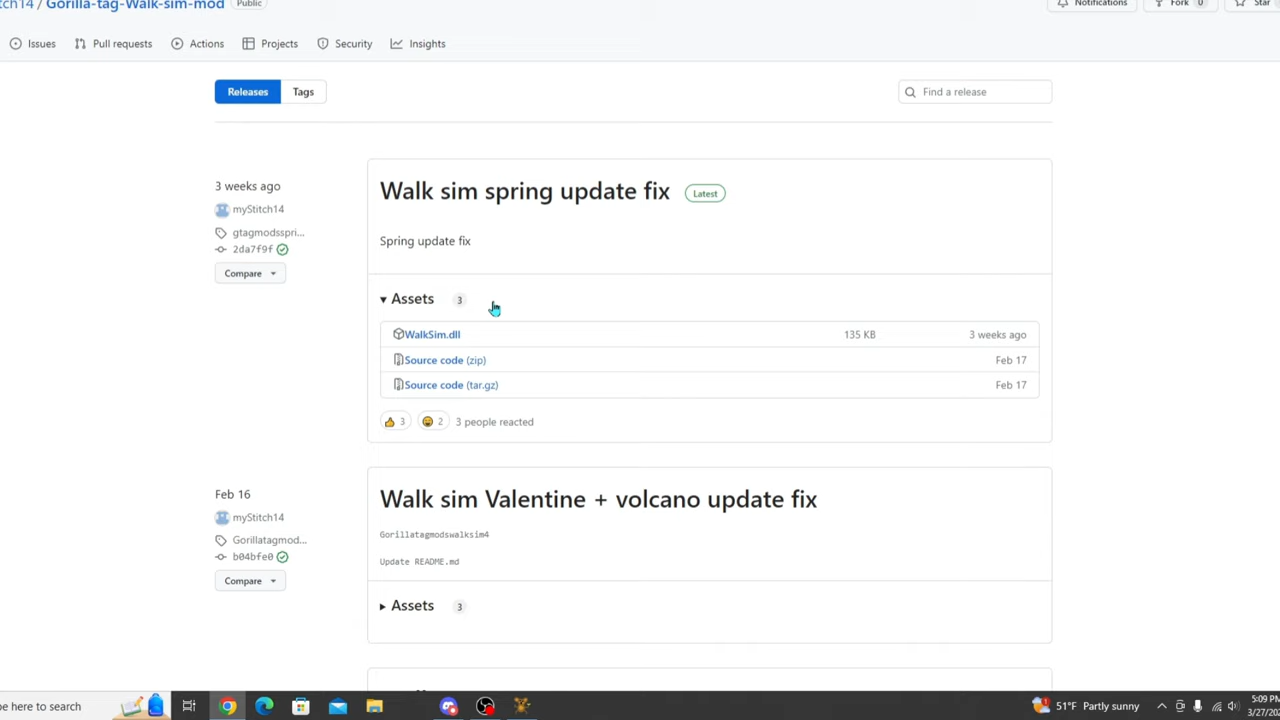 tch14 / Gorilla-tag-Walk-sim-mod Public
Notifications Fork 0 Star
Issues Pull requests Actions Projects Security Insights
Releases Tags Find a release
3 weeks ago
myStitch14
gtagmodsspri...
2da7f9f
Compare
Walk sim spring update fix Latest
Spring update fix
Assets 3
WalkSim.dll 135 KB 3 weeks ago
Source code (zip) Feb 17
Source code (tar.gz) Feb 17
3 2 3 people reacted
Feb 16
myStitch14
Gorillatagmod...
b04bfe0
Compare
Walk sim Valentine + volcano update fix
Gorillatagmodswalksim4
Update README.md
Assets 3
pe here to search
51°F Partly sunny
5:09 PM
3/27/20